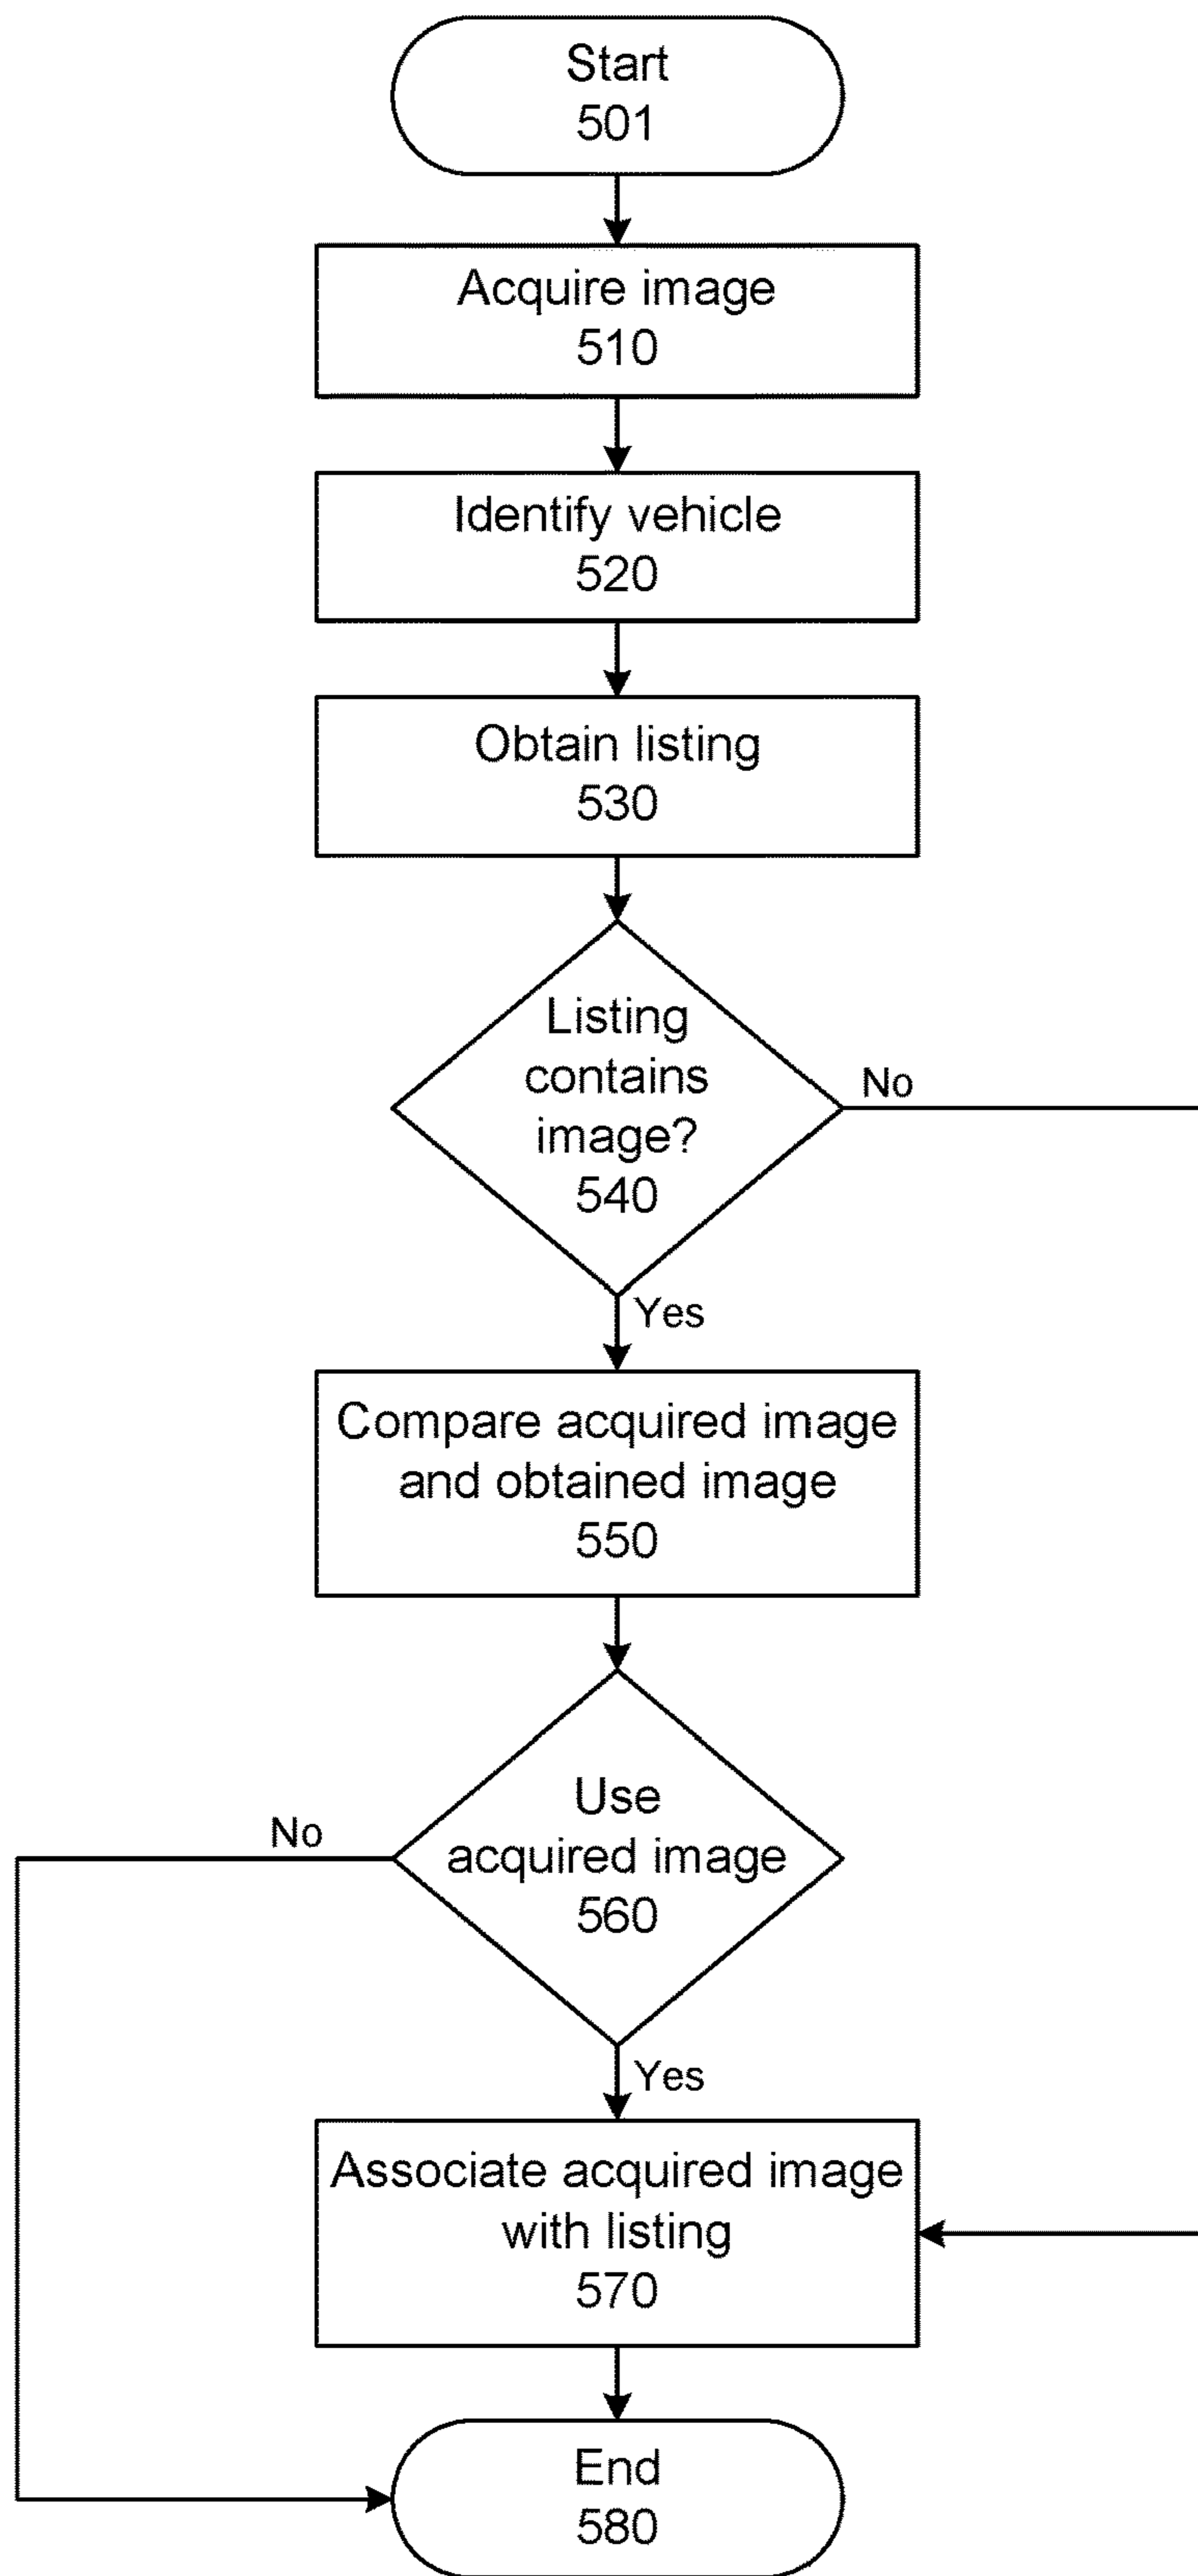 Start
501
Acquire image
510
Identify vehicle
520
Obtain listing
530
Listing
contains
image?
540
No
Yes
Compare acquired image
and obtained image
550
Use
acquired image
560
No
Yes
Associate acquired image
with listing
570
End
580